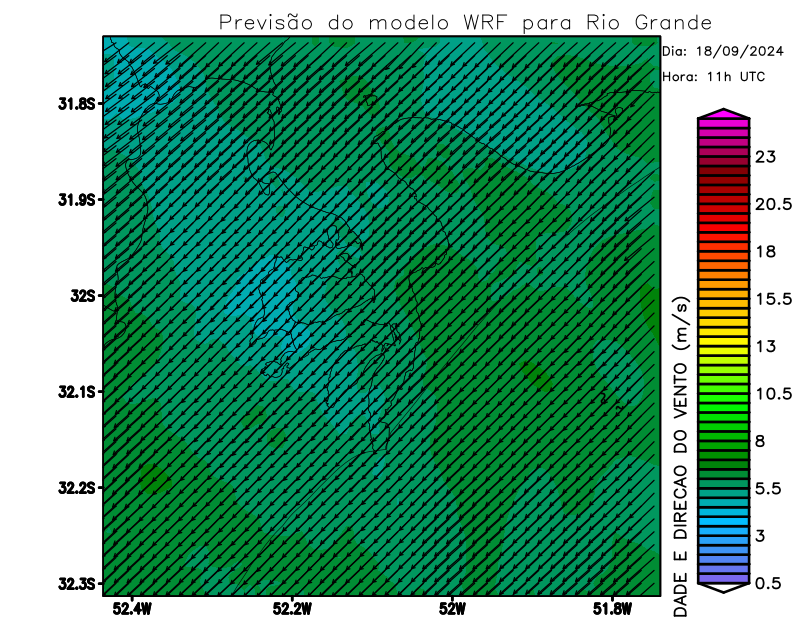 Previsão do modelo WRF para Rio Grande
Dia: 18/09/2024
Hora: 11h UTC
31.8S
31.9S
32S
32.1S
32.2S
32.3S
52.4W
52.2W
52W
51.8W
23
20.5
18
15.5
13
10.5
8
5.5
3
0.5
DADE E DIRECAO DO VENTO (m/s)